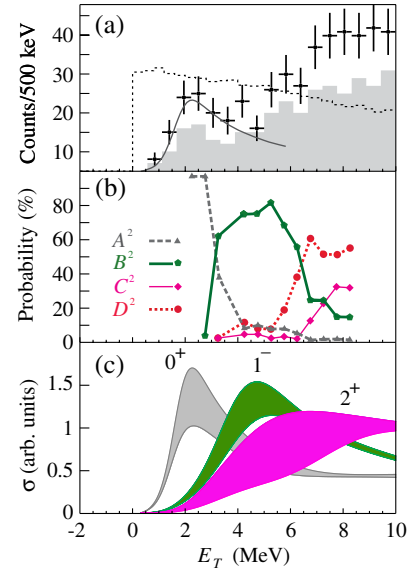 (a)
Counts/500 keV
40
30
20
10
(b)
Probability (%)
80
60
40
20
0
A²
B²
C²
D²
(c)
0⁺ 1⁻ 2⁺
σ (arb. units)
1.5
1
0.5
0
-2 0 2 4 6 8 10
E_T (MeV)